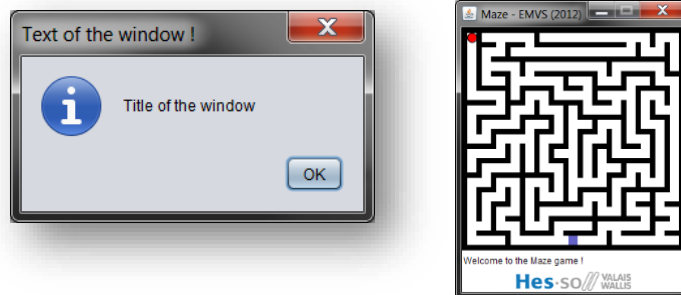 Text of the window !
Title of the window
OK
Maze - EMVS (2012)
Welcome to the Maze game !
Hes·so// VALAIS
WALLIS